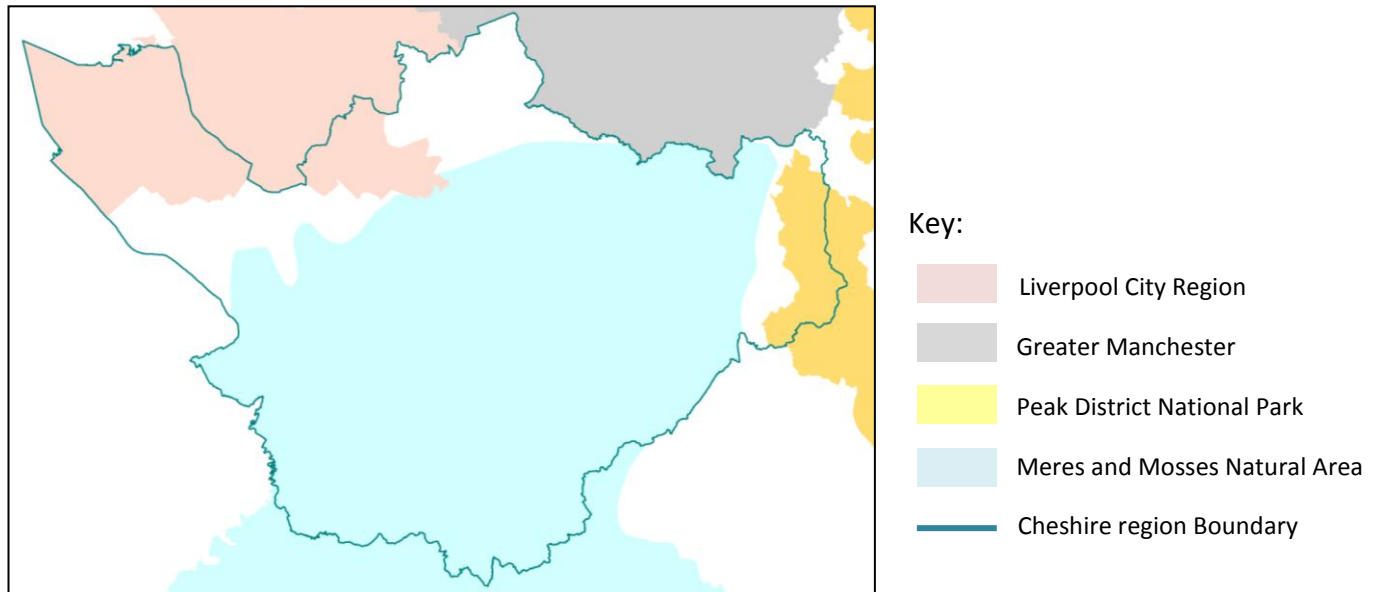 Key:
Liverpool City Region
Greater Manchester
Peak District National Park
Meres and Mosses Natural Area
Cheshire region Boundary